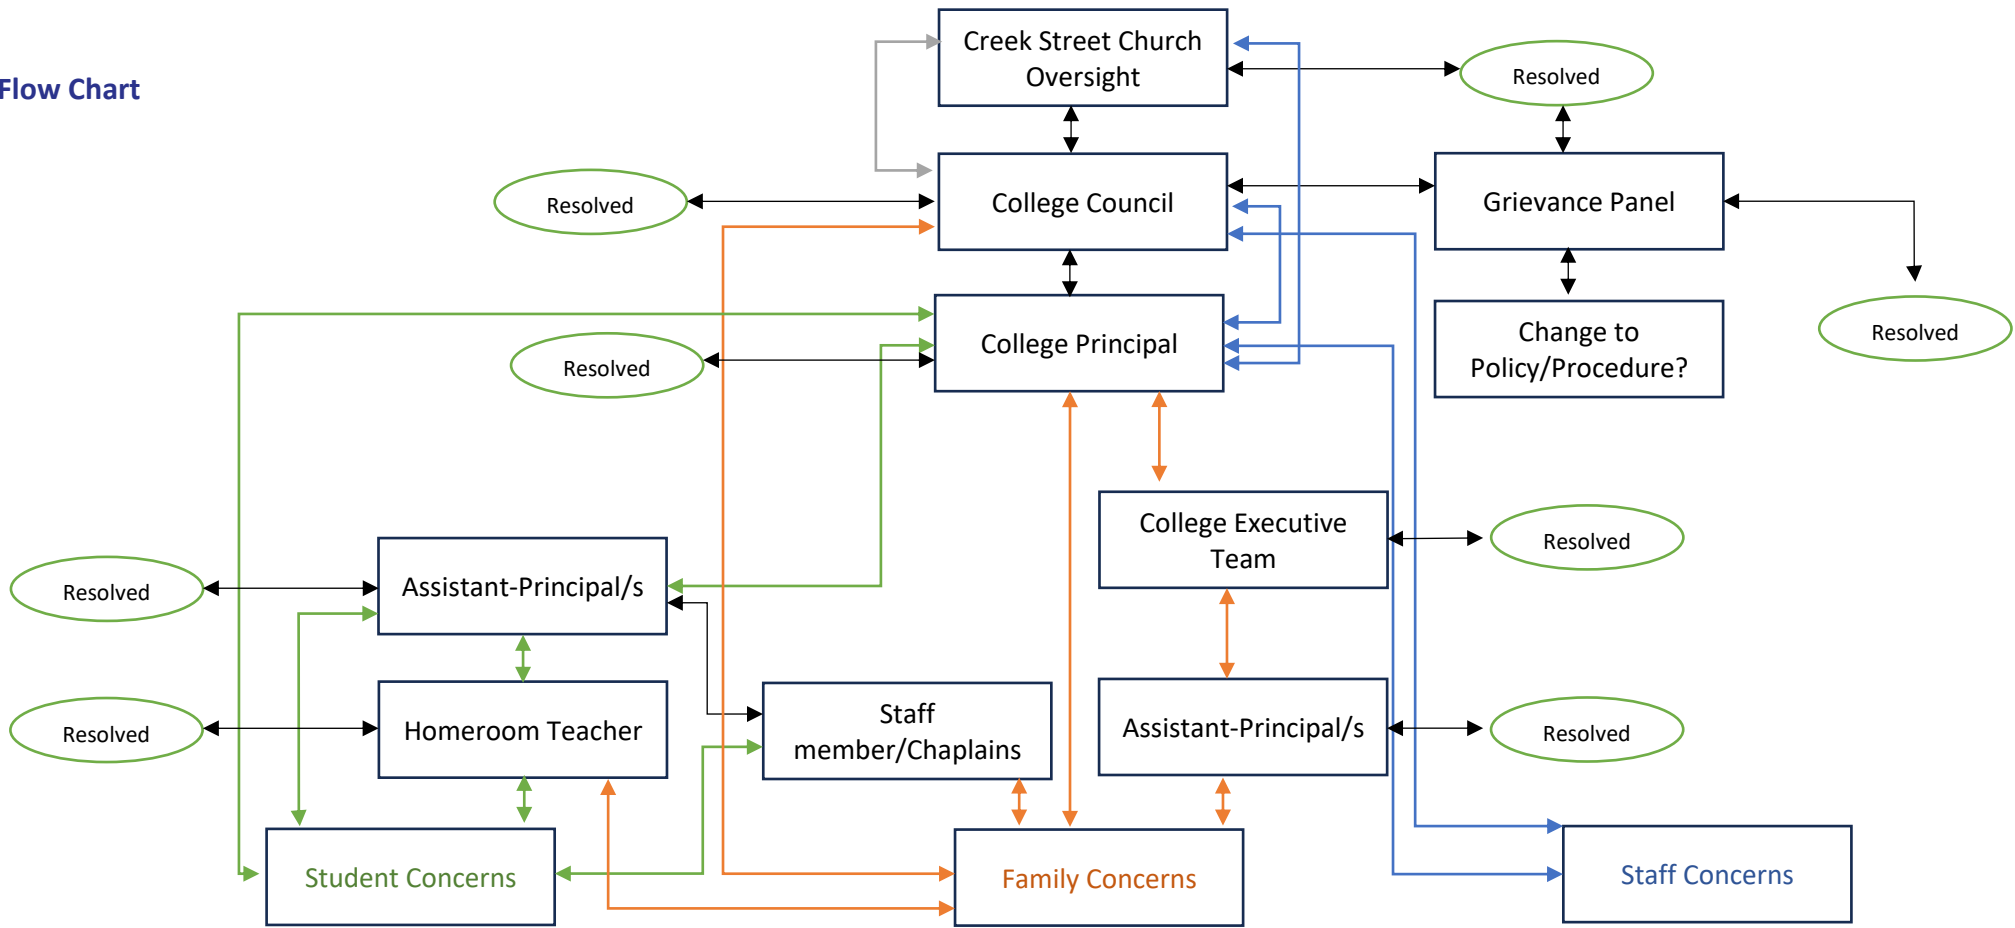 Creek Street Church
Oversight
Resolved
Flow Chart
Resolved
College Council
Grievance Panel
Resolved
College Principal
Change to
Policy/Procedure?
Resolved
College Executive
Team
Resolved
Resolved
Assistant-Principal/s
Resolved
Homeroom Teacher
Staff
member/Chaplains
Assistant-Principal/s
Resolved
Student Concerns
Family Concerns
Staff Concerns